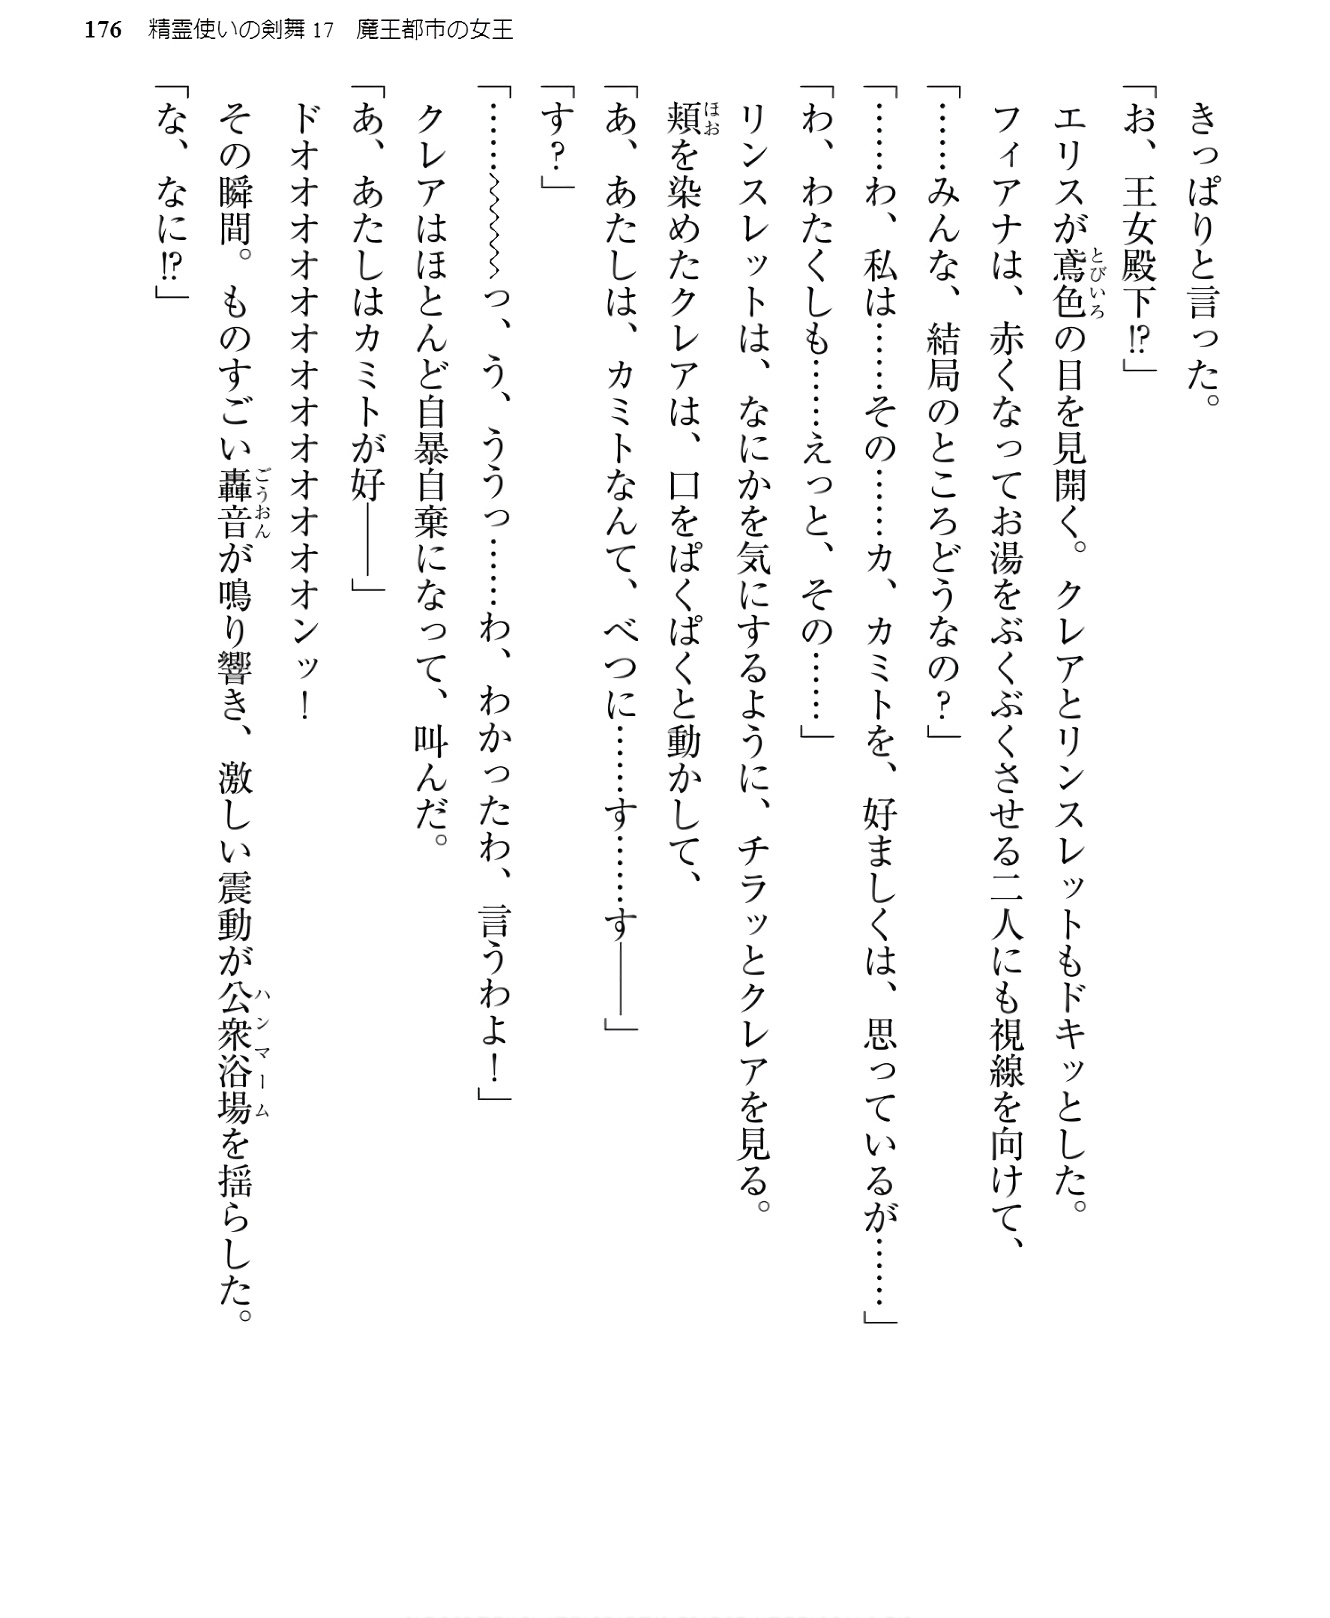 176 精霊使いの剣舞17 魔王都市の女王
きっぱりと言った。
「お、王女殿下!?」
エリスが鳶色の目を見開く。クレアとリンスレットもドキッとした。
フィアナは、赤くなってお湯をぶくぶくさせる二人にも視線を向けて、
「……みんな、結局のところどうなの？」
「……わ、私は……その……カ、カミトを、好ましくは、思っているが……」
「わ、わたくしも……えっと、その……」
リンスレットは、なにかを気にするように、チラッとクレアを見る。
頬を染めたクレアは、口をぱくぱくと動かして、
「あ、あたしは、カミトなんて、べつに……す……す――」
「す？」
「……～～～～っ、う、ううっ……わ、わかったわ、言うわよ！」
クレアはほとんど自暴自棄になって、叫んだ。
「あ、あたしはカミトが好――」
ドオオオオオオオオオオオオオンッ！
その瞬間。ものすごい轟音が鳴り響き、激しい震動が公衆浴場を揺らした。
「な、なに!?」
とびいろ
ほお
ごうおん
ハンマーム